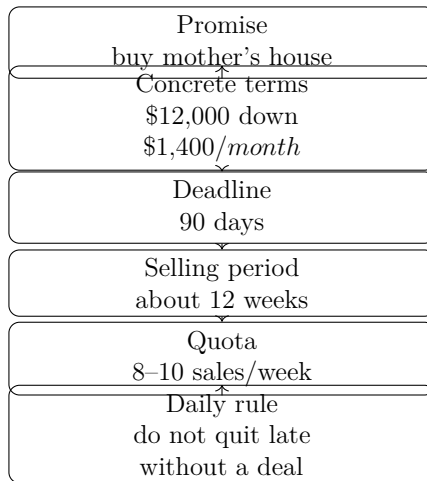 Promise
buy mother's house
Concrete terms
$12,000 down
$1,400/month
Deadline
90 days
Selling period
about 12 weeks
Quota
8–10 sales/week
Daily rule
do not quit late
without a deal